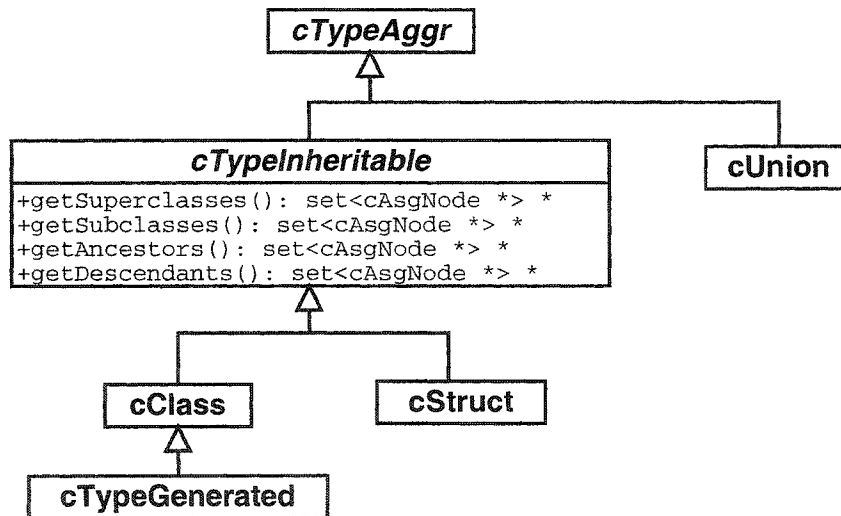 cTypeAggr
cTypeInheritable
cUnion
+getSuperclasses(): set<cAsgNode *> *
+getSubclasses(): set<cAsgNode *> *
+getAncestors(): set<cAsgNode *> *
+getDescendants(): set<cAsgNode *> *
cClass
cStruct
cTypeGenerated